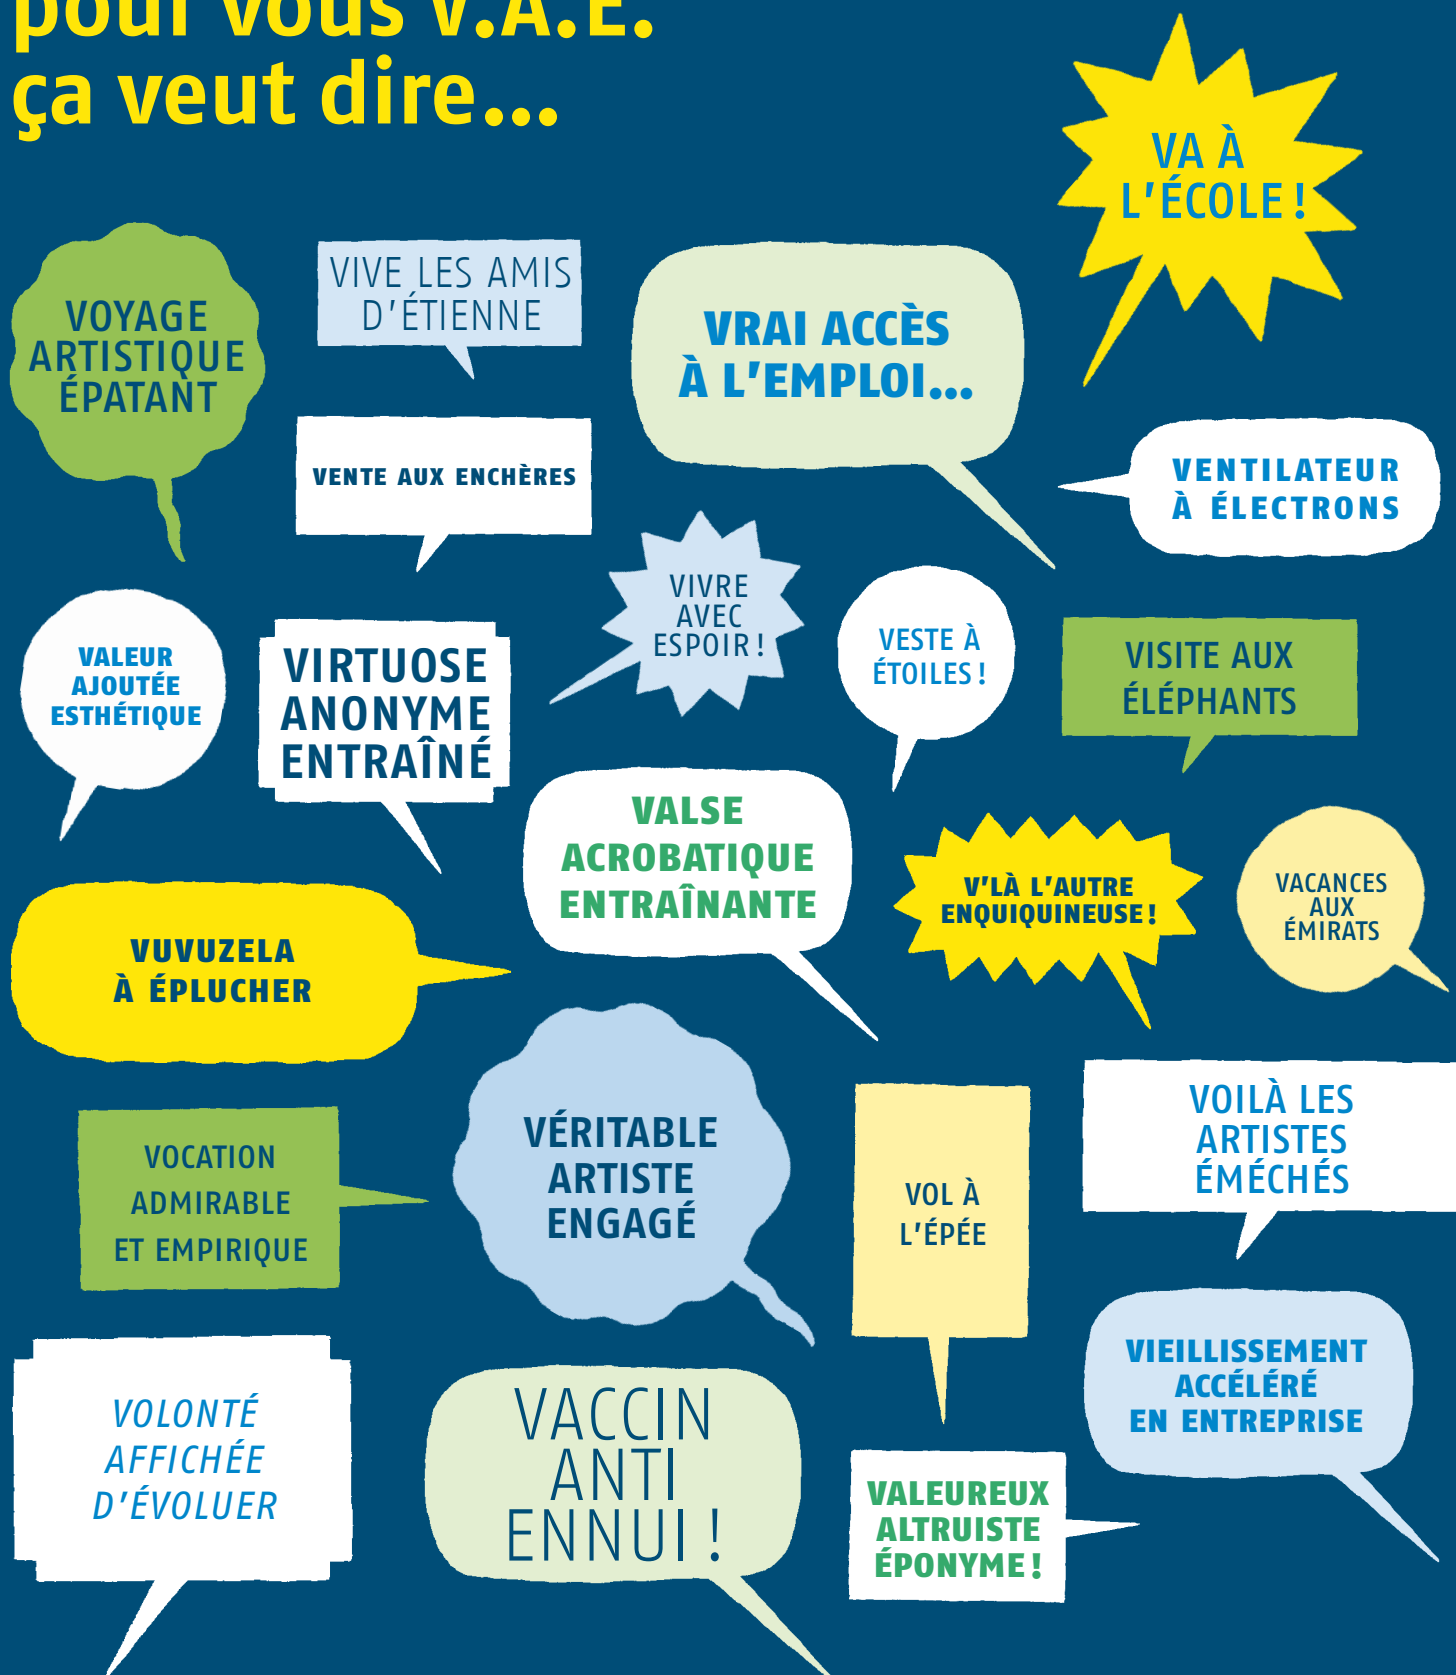 pour vous V.A.E.
ça veut dire...
VA À
L'ÉCOLE !
VOYAGE
ARTISTIQUE
ÉPATANT
VIVE LES AMIS
D'ÉTIENNE
VRAI ACCÈS
À L'EMPLOI...
VENTE AUX ENCHÈRES
VENTILATEUR
À ÉLECTRONS
VIVRE
AVEC
ESPOIR !
VALEUR
AJOUTÉE
ESTHÉTIQUE
VIRTUOSE
ANONYME
ENTRAÎNÉ
VESTE À
ÉTOILES !
VISITE AUX
ÉLÉPHANTS
VALSE
ACROBATIQUE
ENTRAÎNANTE
V'LÀ L'AUTRE
ENQUIQUINEUSE !
VACANCES
AUX
ÉMIRATS
VUVUZELA
À ÉPLUCHER
VOCATION
ADMIRABLE
ET EMPIRIQUE
VÉRITABLE
ARTISTE
ENGAGÉ
VOL À
L'ÉPÉE
VOILÀ LES
ARTISTES
ÉMÉCHÉS
VIEILLISSEMENT
ACCÉLÉRÉ
EN ENTREPRISE
VOLONTÉ
AFFICHÉE
D'ÉVOLUER
VACCIN
ANTI
ENNUI !
VALEUREUX
ALTRUISTE
ÉPONYME !